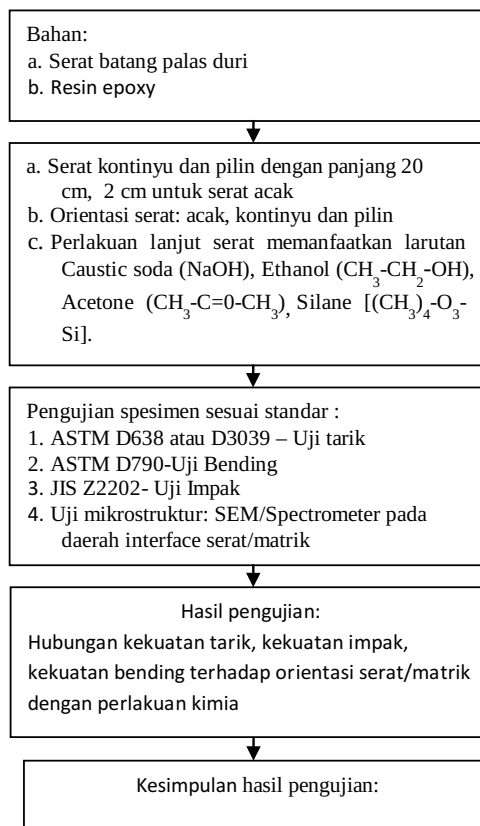 Bahan:
a. Serat batang palas duri
b. Resin epoxy
a. Serat kontinyu dan pilin dengan panjang 20
cm, 2 cm untuk serat acak
b. Orientasi serat: acak, kontinyu dan pilin
c. Perlakuan lanjut serat memanfaatkan larutan
Caustic soda (NaOH), Ethanol (CH₃-CH₂-OH),
Acetone (CH₃-C=0-CH₃), Silane [(CH₃)₄-O₃-
Si].
Pengujian spesimen sesuai standar :
1. ASTM D638 atau D3039 – Uji tarik
2. ASTM D790-Uji Bending
3. JIS Z2202- Uji Impak
4. Uji mikrostruktur: SEM/Spectrometer pada
daerah interface serat/matrik
Hasil pengujian:
Hubungan kekuatan tarik, kekuatan impak,
kekuatan bending terhadap orientasi serat/matrik
dengan perlakuan kimia
Kesimpulan hasil pengujian: